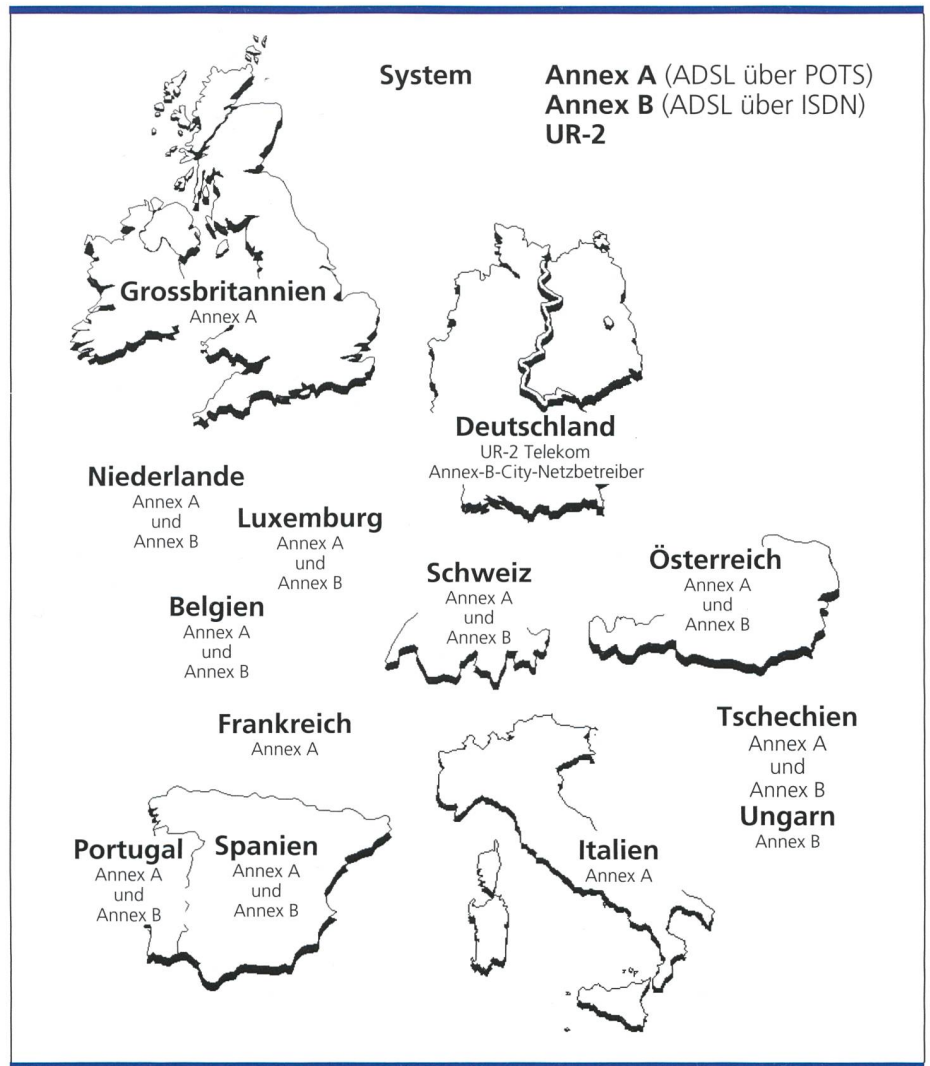 System Annex A (ADSL über POTS)
Annex B (ADSL über ISDN)
UR-2
Grossbritannien
Annex A
Deutschland
UR-2 Telekom
Annex-B-City-Netzbetreiber
Niederlande
Annex A
und
Annex B
Luxemburg
Annex A
und
Annex B
Belgien
Annex A
und
Annex B
Schweiz
Annex A
und
Annex B
Österreich
Annex A
und
Annex B
Frankreich
Annex A
Tschechien
Annex A
und
Annex B
Ungarn
Annex B
Portugal
Annex A
und
Annex B
Spanien
Annex A
und
Annex B
Italien
Annex A